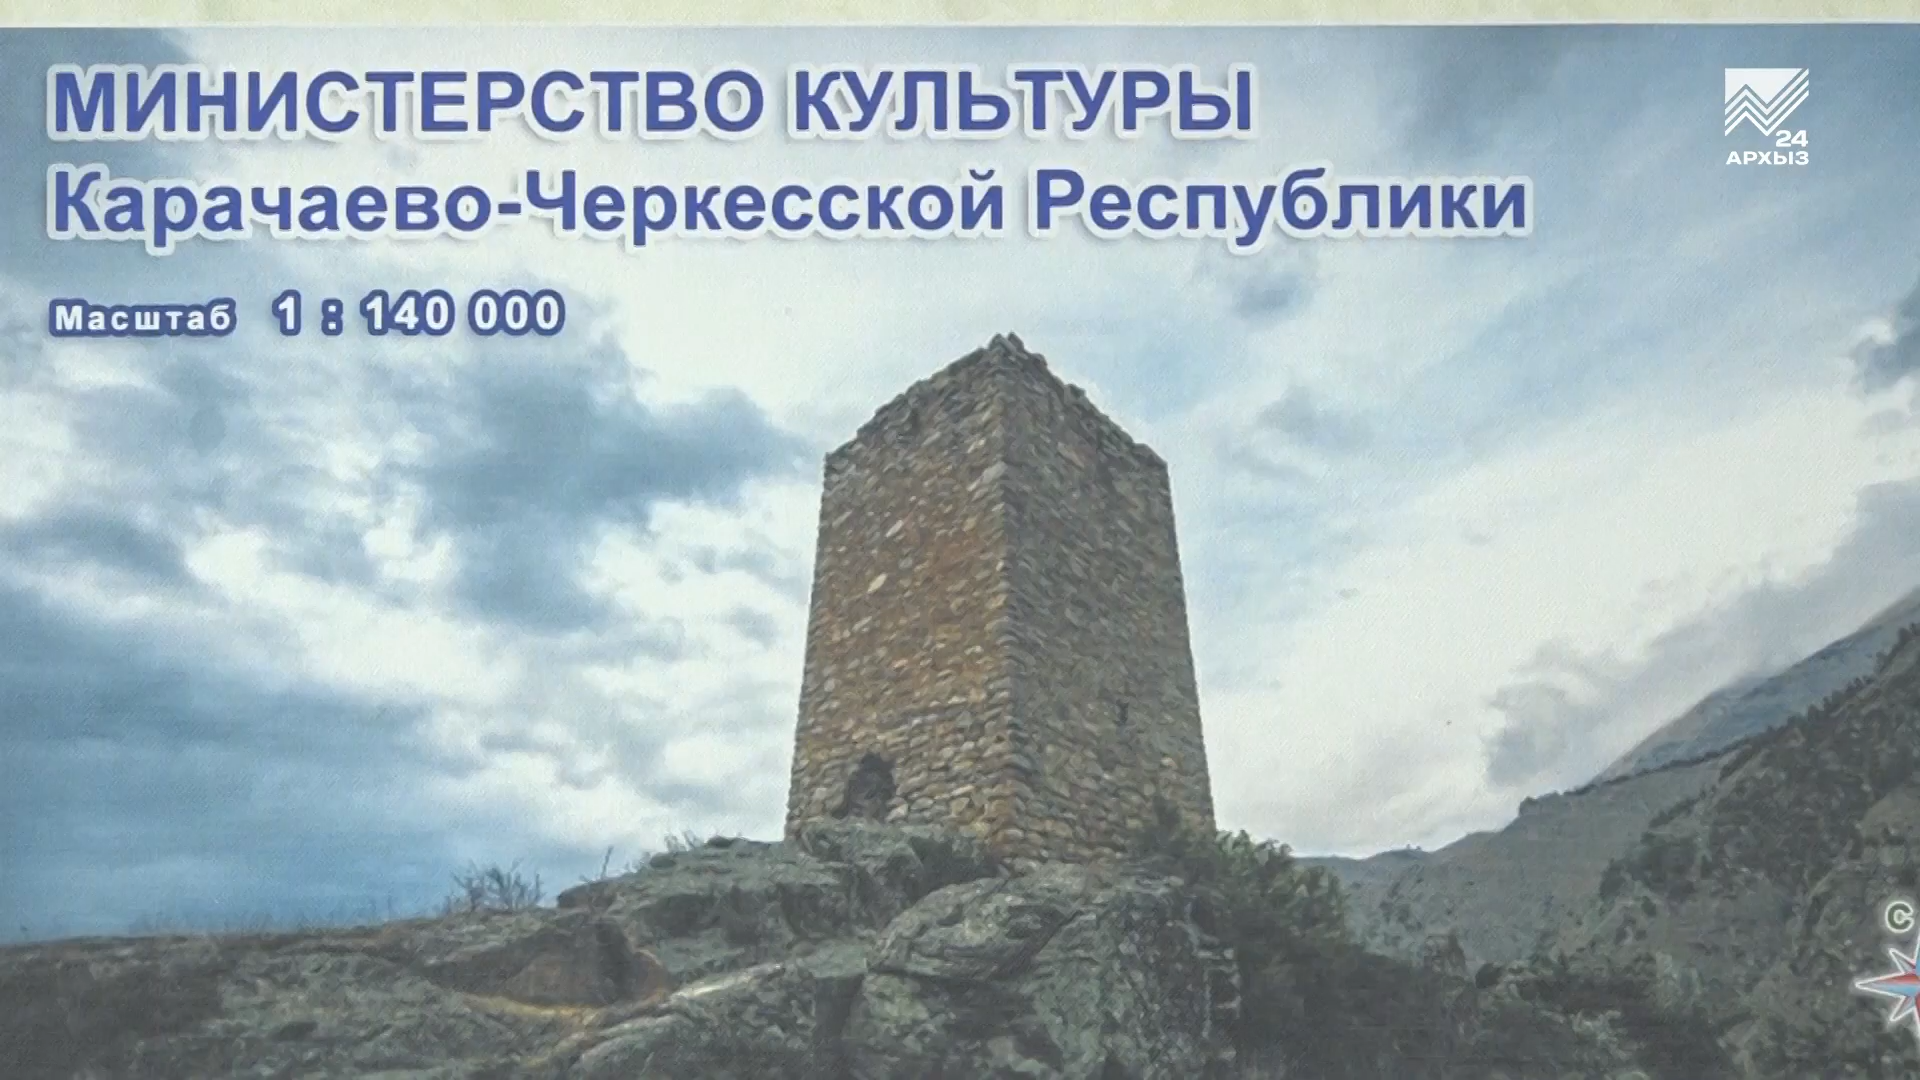 МИНИСТЕРСТВО КУЛЬТУРЫ
Карачаево-Черкесской Республики
Масштаб 1 : 140 000
24
АРХЫЗ
С